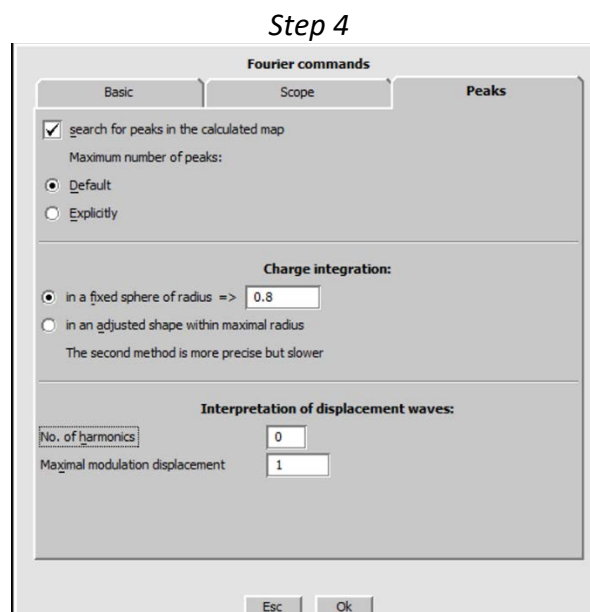 Step 4
Fourier commands
Basic Scope Peaks
search for peaks in the calculated map
Maximum number of peaks:
Default
Explicitly
Charge integration:
in a fixed sphere of radius => 0.8
in an adjusted shape within maximal radius
The second method is more precise but slower
Interpretation of displacement waves:
No. of harmonics 0
Maximal modulation displacement 1
Esc Ok